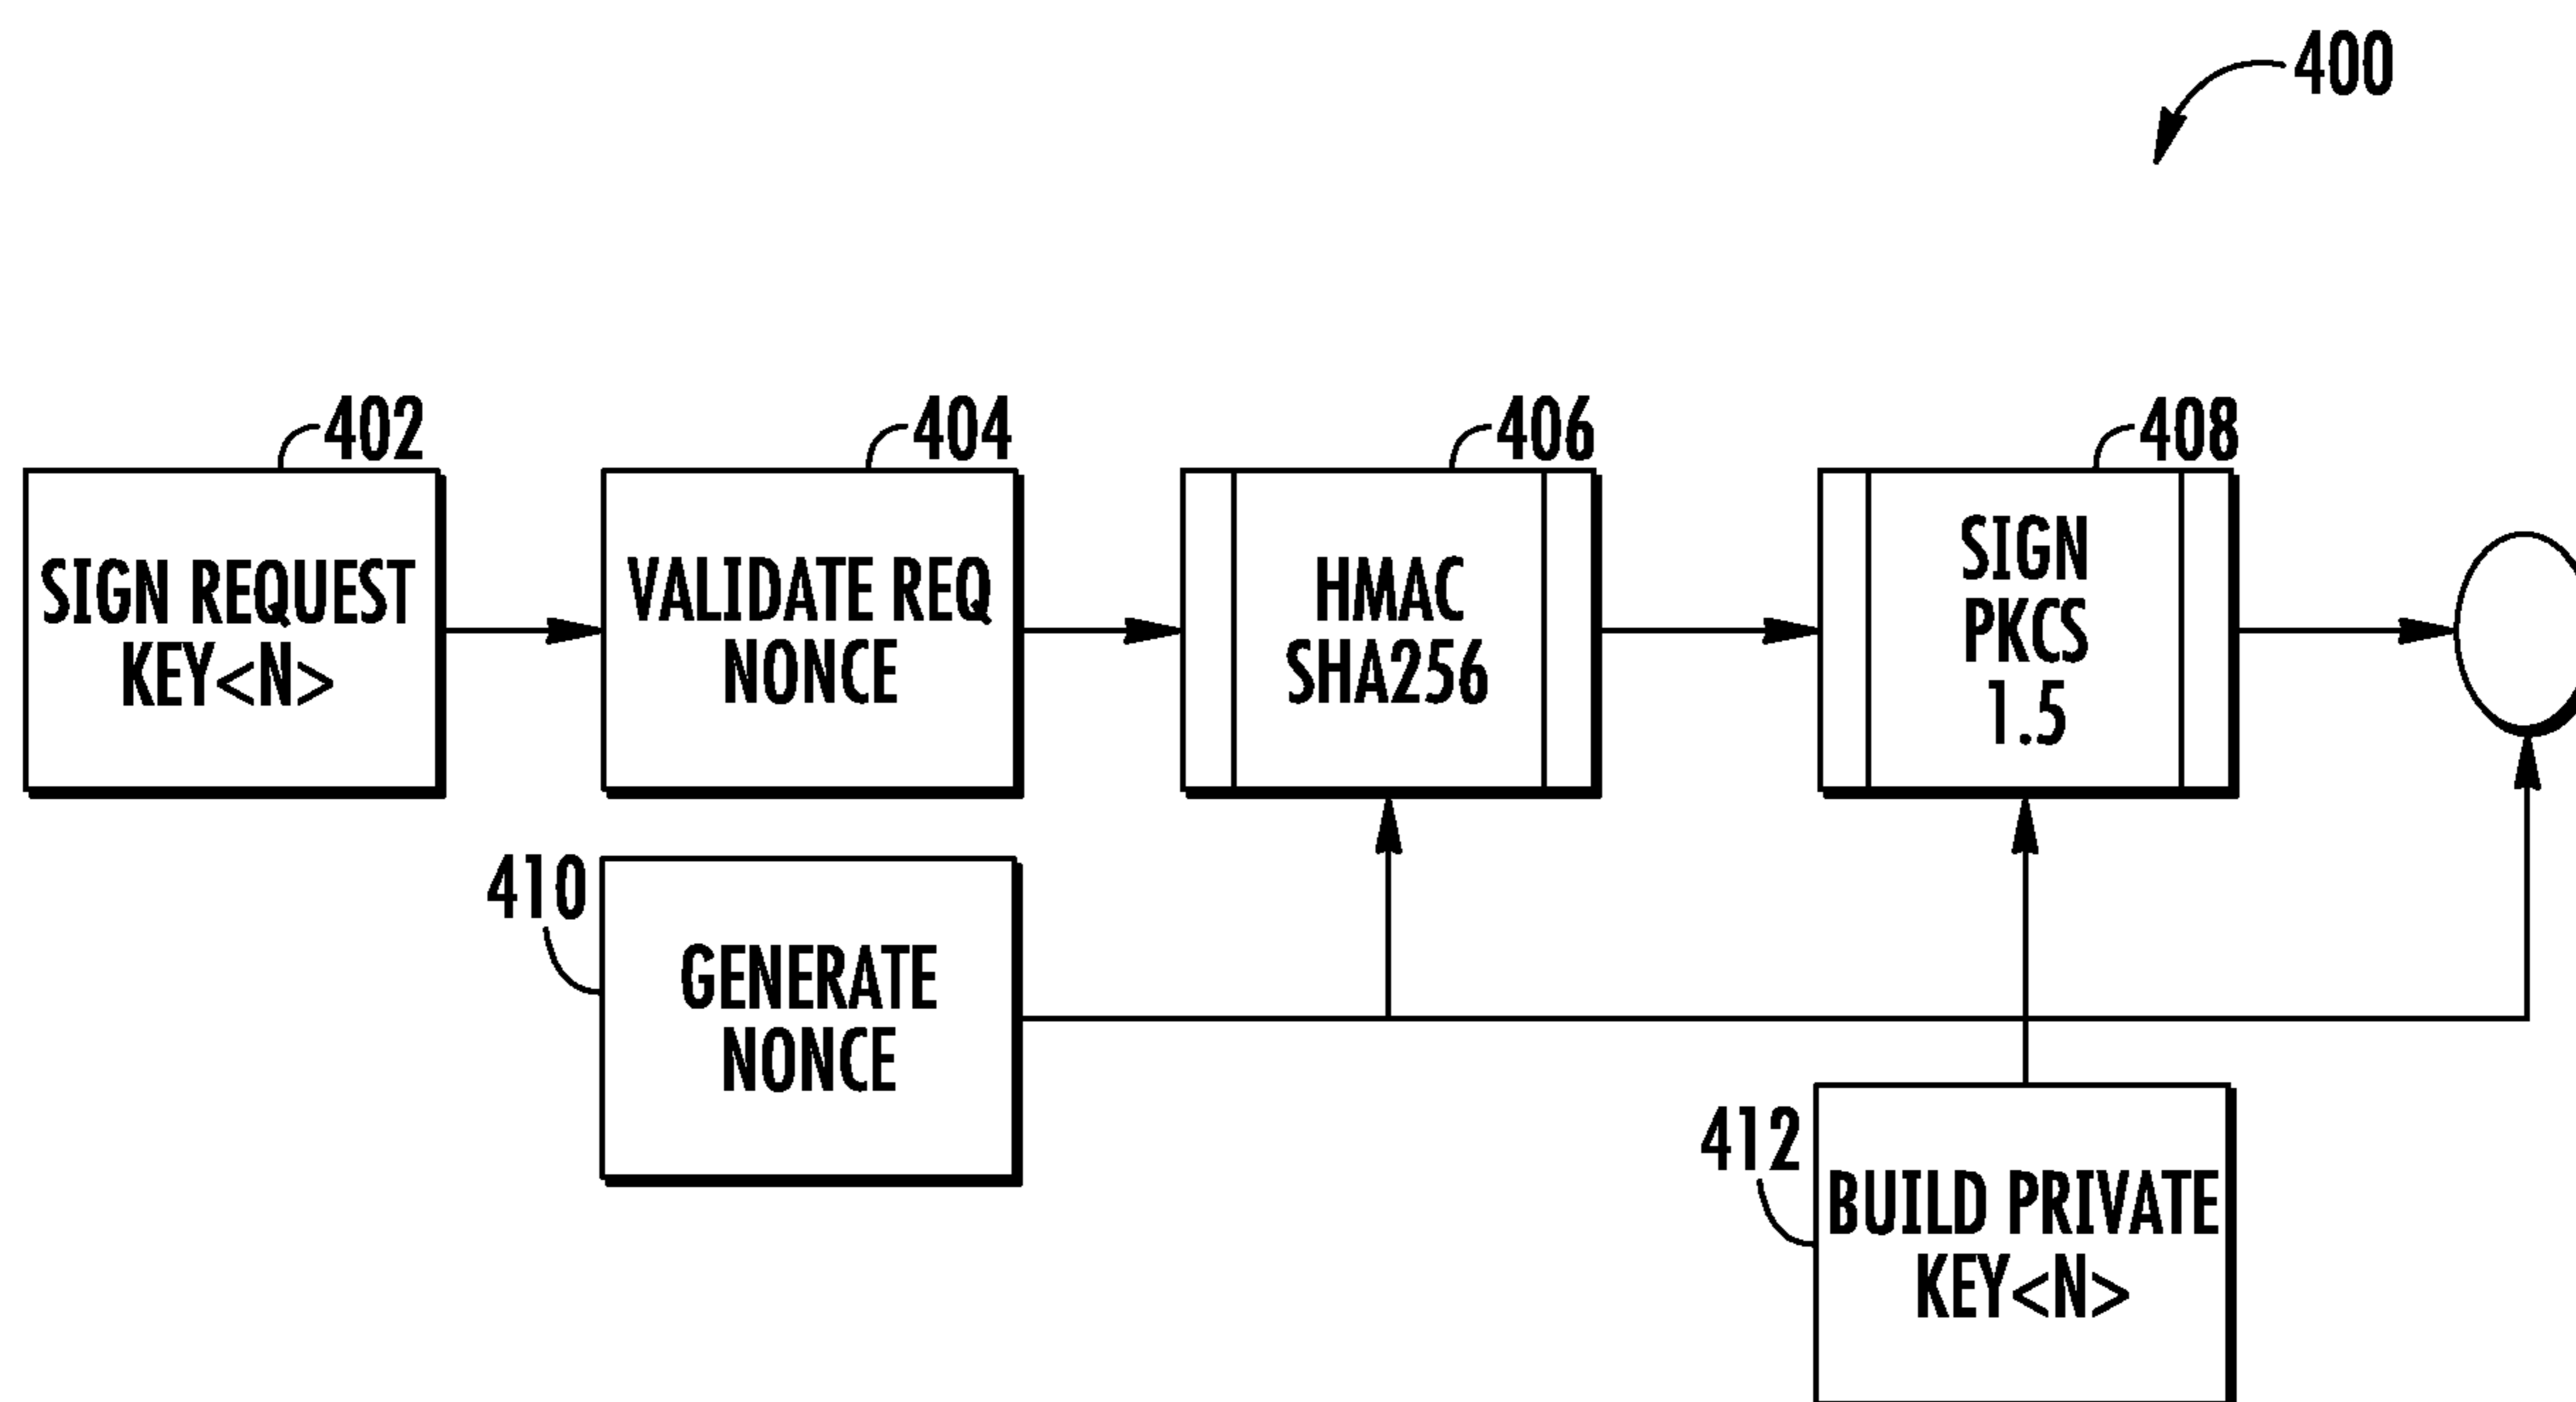 400
402
SIGN REQUEST
KEY<N>
404
VALIDATE REQ
NONCE
406
HMAC
SHA256
408
SIGN
PKCS
1.5
410
GENERATE
NONCE
412
BUILD PRIVATE
KEY<N>